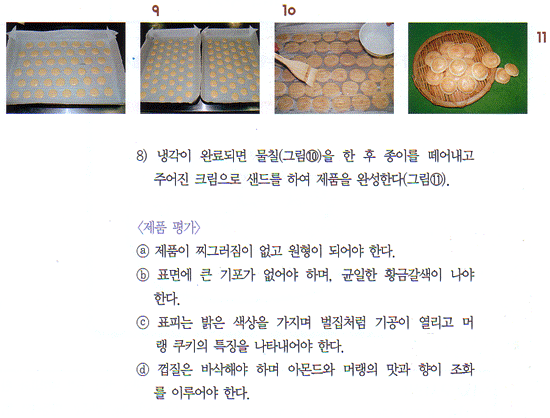 9
10
11
8) 냉각이 완료되면 물칠(그림⑩)을 한 후 종이를 떼어내고
주어진 크림으로 샌드를 하여 제품을 완성한다(그림⑪).
〈제품 평가〉
ⓐ 제품이 찌그러짐이 없고 원형이 되어야 한다.
ⓑ 표면에 큰 기포가 없어야 하며, 균일한 황금갈색이 나야
한다.
ⓒ 표피는 밝은 색상을 가지며 벌집처럼 기공이 열리고 머
랭 쿠키의 특징을 나타내어야 한다.
ⓓ 껍질은 바삭해야 하며 아몬드와 머랭의 맛과 향이 조화
를 이루어야 한다.